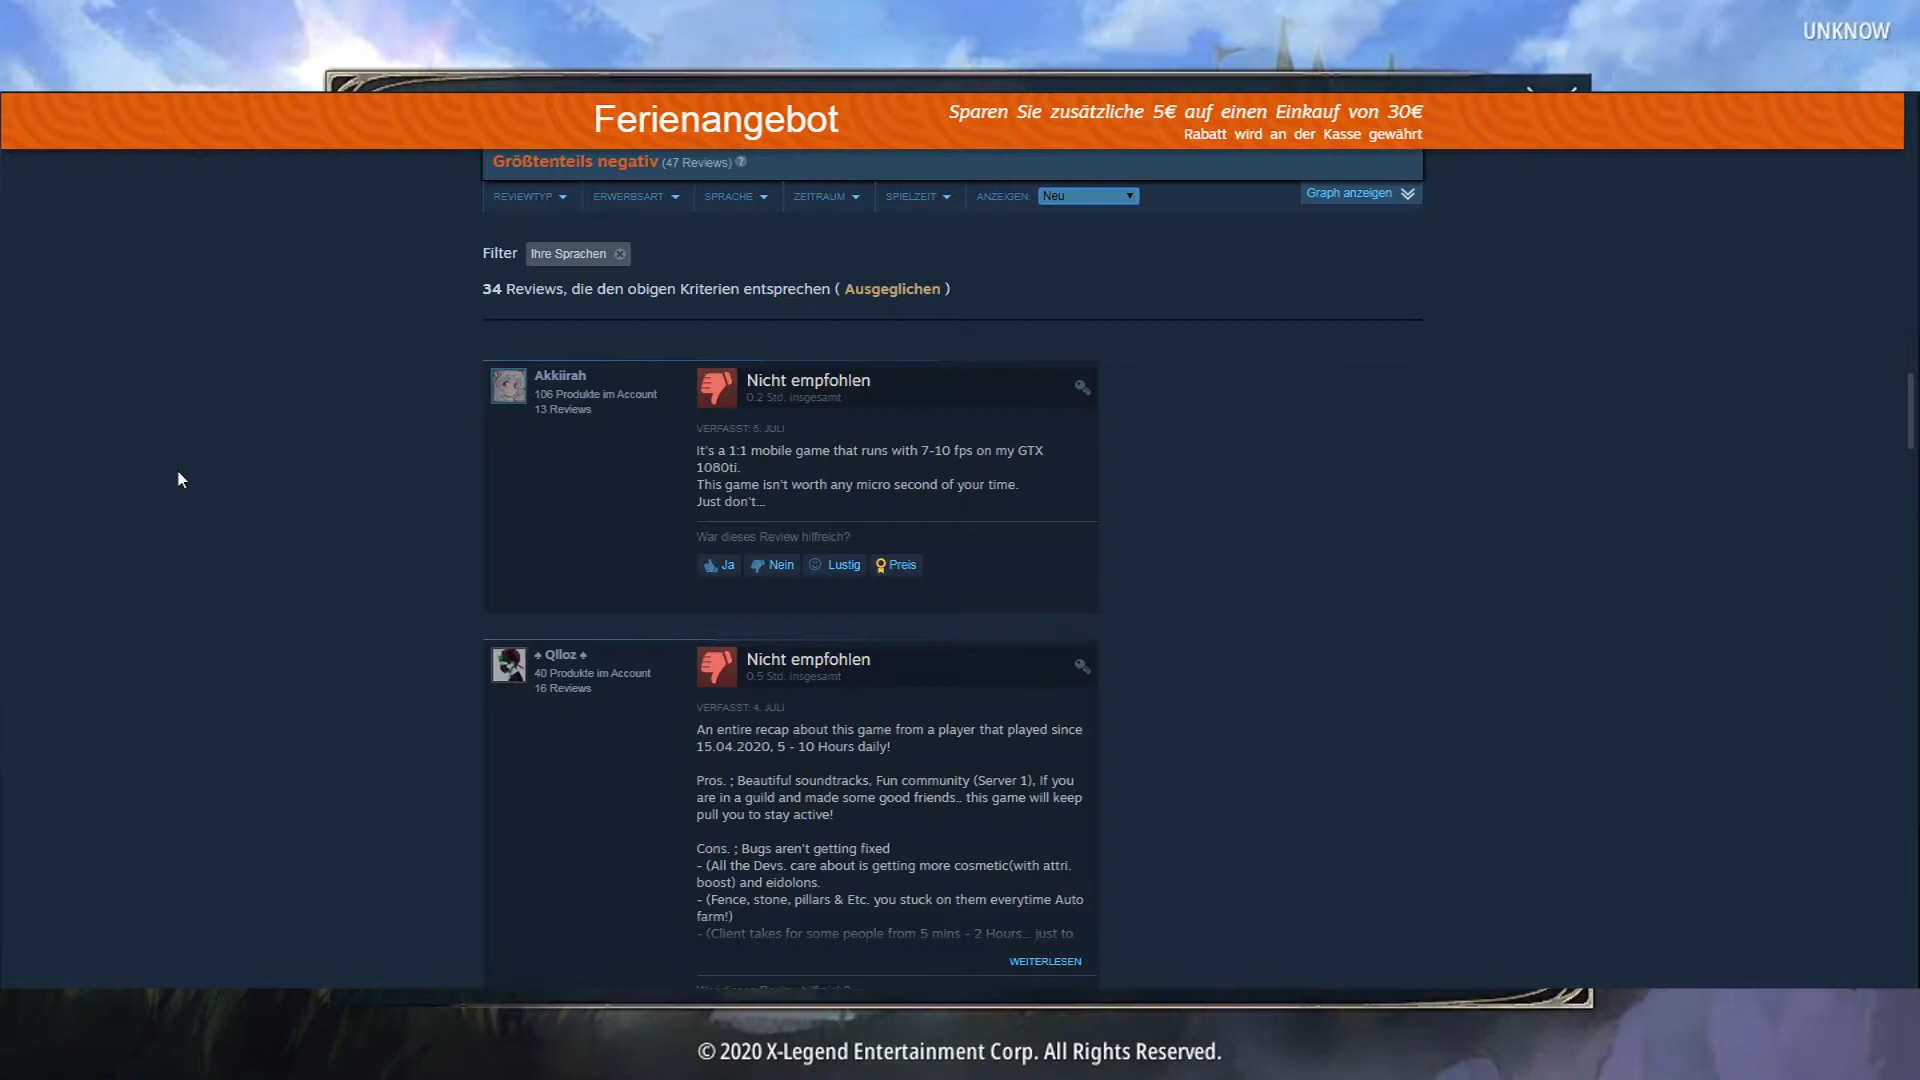 UNKNOW
Ferienangebot
Sparen Sie zusätzliche 5€ auf einen Einkauf von 30€
Rabatt wird an der Kasse gewährt
Größtenteils negativ (47 Reviews) ?
REVIEWTYP ERWERBSART SPRACHE ZEITRAUM SPIELZEIT ANZEIGEN: Neu Graph anzeigen
Filter Ihre Sprachen
34 Reviews, die den obigen Kriterien entsprechen ( Ausgeglichen )
Akkiirah
106 Produkte im Account
13 Reviews
Nicht empfohlen
0.2 Std. insgesamt
VERFASST: 5. JULI
It's a 1:1 mobile game that runs with 7-10 fps on my GTX
1080ti.
This game isn't worth any micro second of your time.
Just don't...
War dieses Review hilfreich?
Ja Nein Lustig Preis
♠ Qlloz ♠
40 Produkte im Account
16 Reviews
Nicht empfohlen
0.5 Std. insgesamt
VERFASST: 4. JULI
An entire recap about this game from a player that played since
15.04.2020, 5 - 10 Hours daily!
Pros. ; Beautiful soundtracks, Fun community (Server 1), If you
are in a guild and made some good friends.. this game will keep
pull you to stay active!
Cons. ; Bugs aren't getting fixed
- (All the Devs. care about is getting more cosmetic(with attri.
boost) and eidolons.
- (Fence, stone, pillars & Etc. you stuck on them everytime Auto
farm!)
- (Client takes for some people from 5 mins - 2 Hours... just to
WEITERLESEN
© 2020 X-Legend Entertainment Corp. All Rights Reserved.